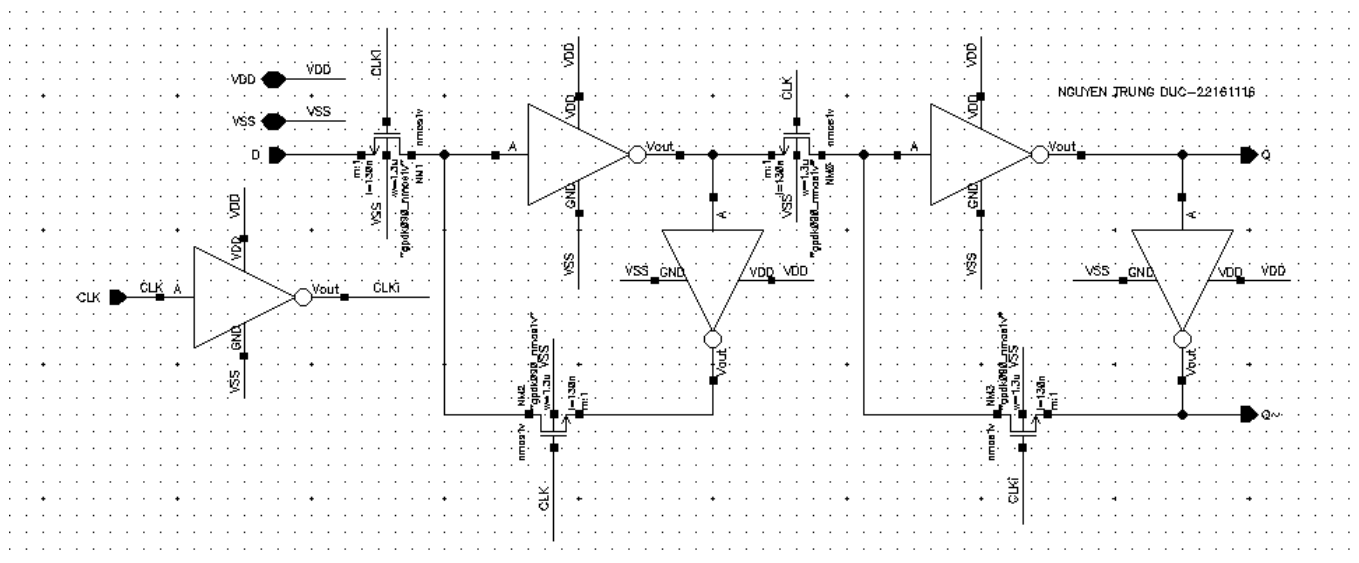 VDD
VDD
VSS
VSS
D
CLKi
m:1
l=130n
VSS
w=1.3u
"gpdk090_nmos1v"
NM1
nmos1v
A
VDD
VDD
GND
VSS
Vout
CLK
m:1
l=130n
VSS
w=1.3u
"gpdk090_nmos1v"
nmos1v
A
VDD
VDD
GND
VSS
Vout
NGUYEN TRUNG DUC-22161116
Q
CLK
CLK
A
VDD
VDD
GND
VSS
Vout
CLKi
A
VSS
GND
VDD
VDD
Vout
A
VSS
GND
VDD
VDD
Vout
nmos1v
NM2
"gpdk090_nmos1v"
w=1.3u
VSS
l=130n
m:1
CLK
nmos1v
NM3
"gpdk090_nmos1v"
w=1.3u
VSS
l=130n
m:1
CLKi
Q~